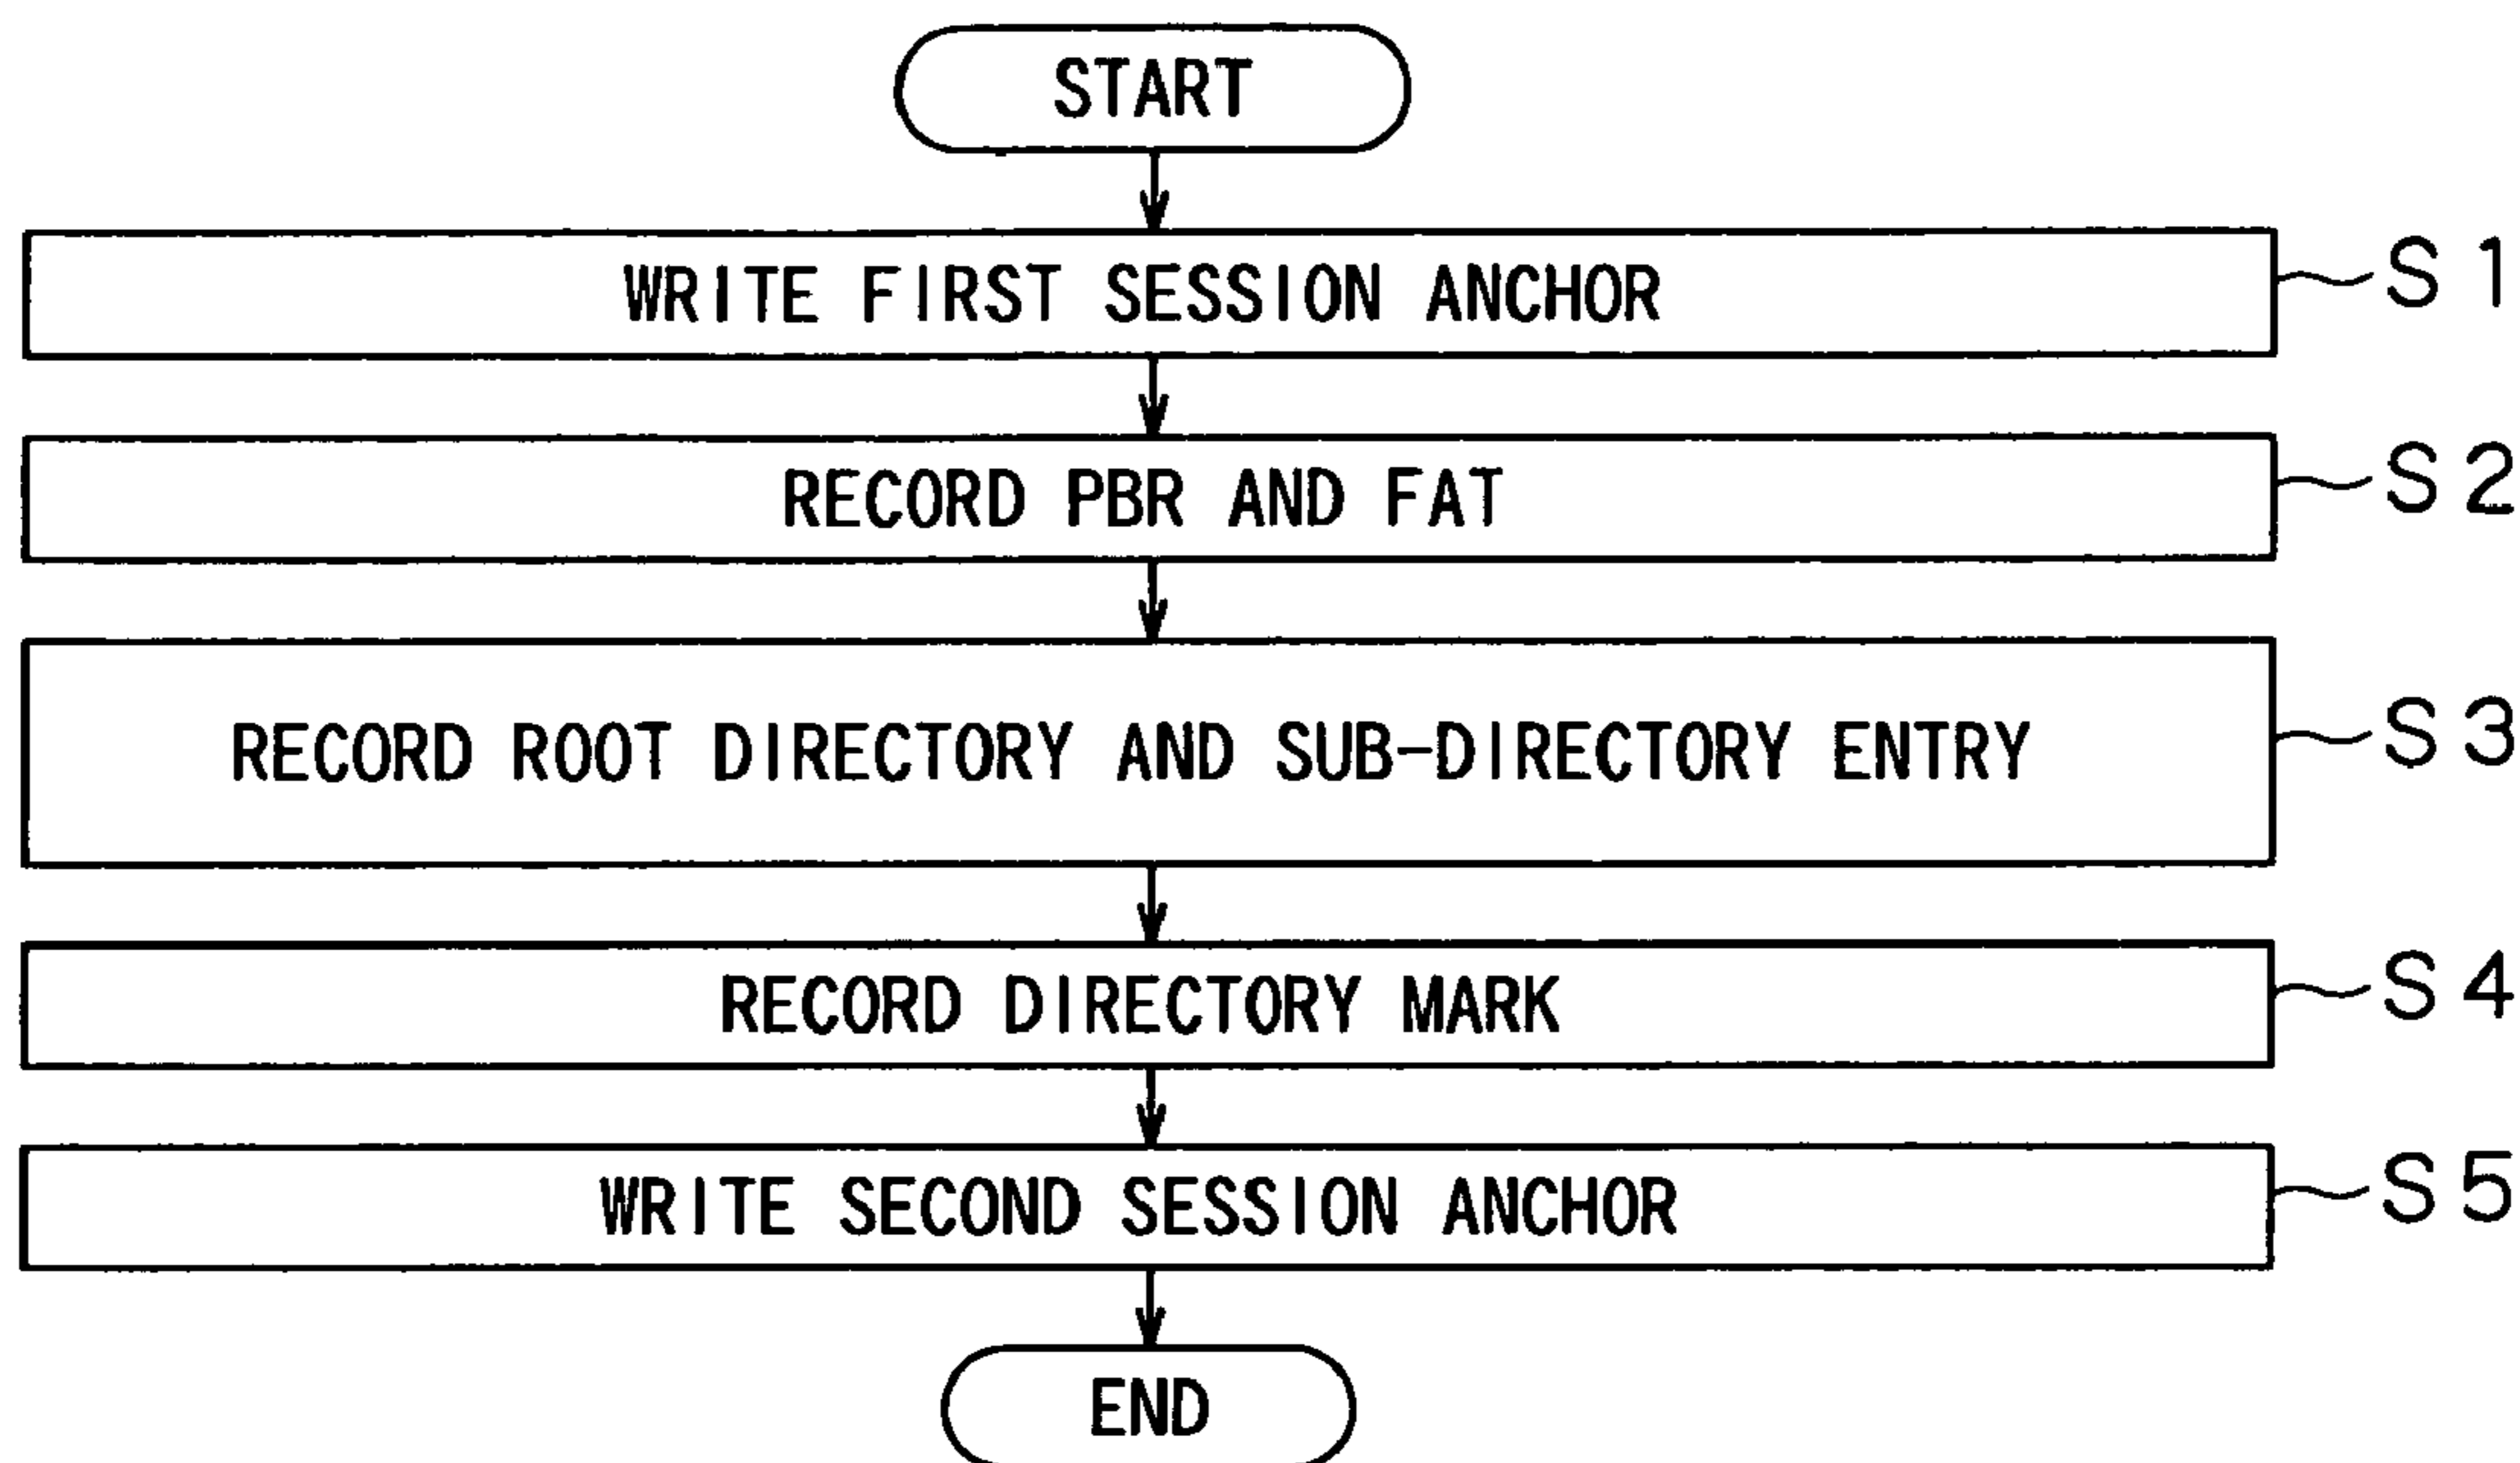 START
WRITE FIRST SESSION ANCHOR S1
RECORD PBR AND FAT S2
RECORD ROOT DIRECTORY AND SUB-DIRECTORY ENTRY S3
RECORD DIRECTORY MARK S4
WRITE SECOND SESSION ANCHOR S5
END